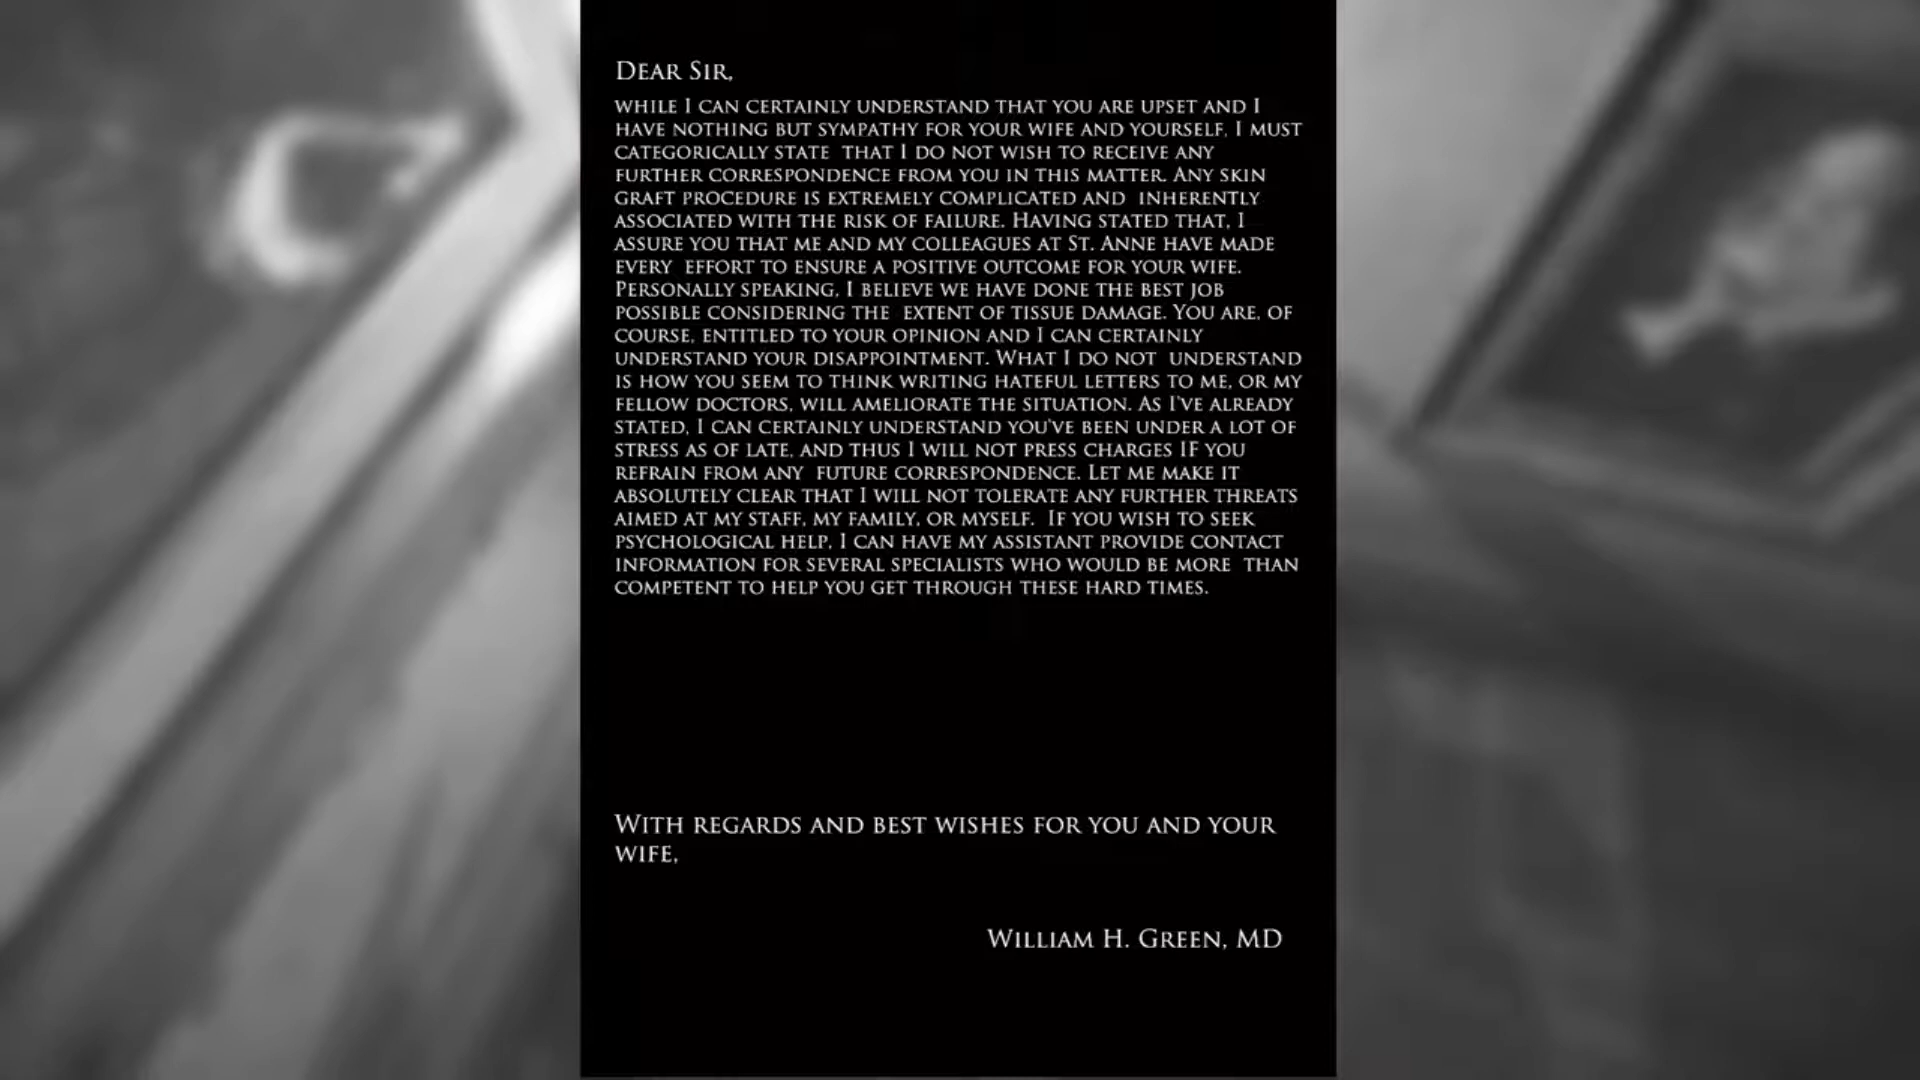 Dear Sir,
while I can certainly understand that you are upset and I
have nothing but sympathy for your wife and yourself, I must
categorically state that I do not wish to receive any
further correspondence from you in this matter. Any skin
graft procedure is extremely complicated and inherently
associated with the risk of failure. Having stated that, I
assure you that me and my colleagues at St. Anne have made
every effort to ensure a positive outcome for your wife.
Personally speaking, I believe we have done the best job
possible considering the extent of tissue damage. You are, of
course, entitled to your opinion and I can certainly
understand your disappointment. What I do not understand
is how you seem to think writing hateful letters to me, or my
fellow doctors, will ameliorate the situation. As I've already
stated, I can certainly understand you've been under a lot of
stress as of late, and thus I will not press charges IF you
refrain from any future correspondence. Let me make it
absolutely clear that I will not tolerate any further threats
aimed at my staff, my family, or myself. If you wish to seek
psychological help, I can have my assistant provide contact
information for several specialists who would be more than
competent to help you get through these hard times.
With regards and best wishes for you and your
wife,
William H. Green, MD